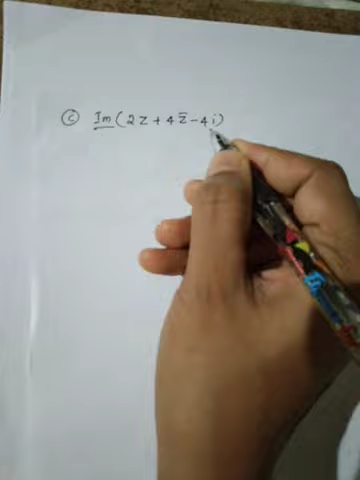 (c) Im (2z + 4z̄ - 4i)